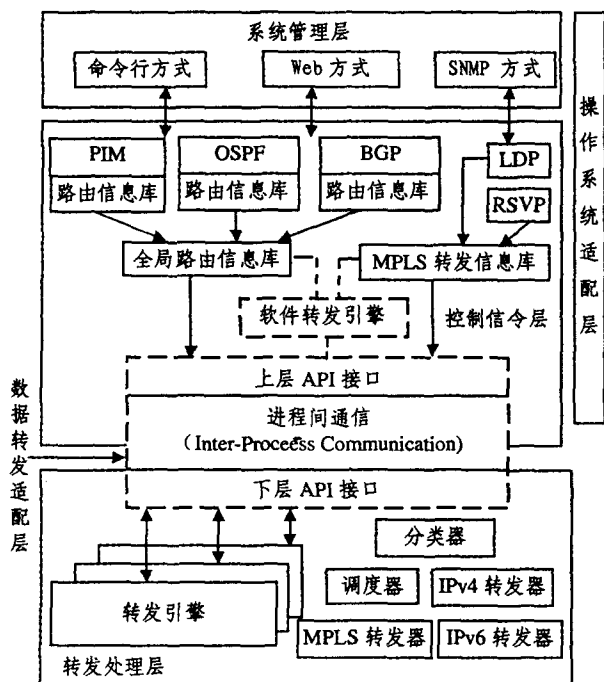 系统管理层
命令行方式
Web 方式
SNMP 方式
操作系统适配层
PIM
路由信息库
OSPF
路由信息库
BGP
路由信息库
LDP
RSVP
全局路由信息库
MPLS 转发信息库
软件转发引擎
控制信令层
上层 API 接口
进程间通信
(Inter-Proceess Communication)
下层 API 接口
数据转发适配层
分类器
调度器
IPv4 转发器
转发引擎
MPLS 转发器
IPv6 转发器
转发处理层